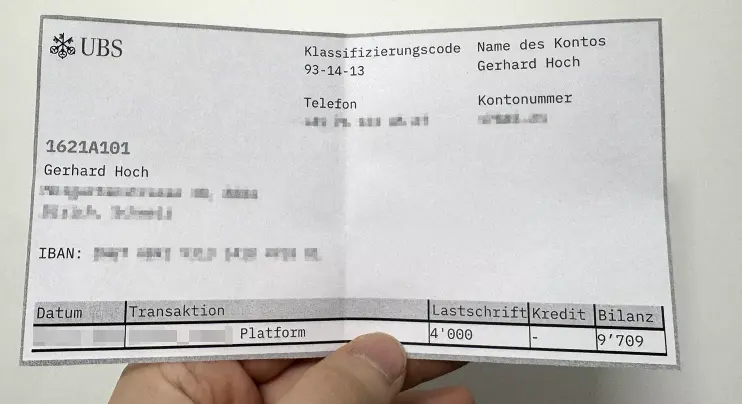 UBS
Klassifizierungscode
93-14-13
Name des Kontos
Gerhard Hoch
Telefon
Kontonummer
1621A101
Gerhard Hoch
IBAN:
Datum Transaktion Lastschrift Kredit Bilanz
Platform 4'000 - 9’709